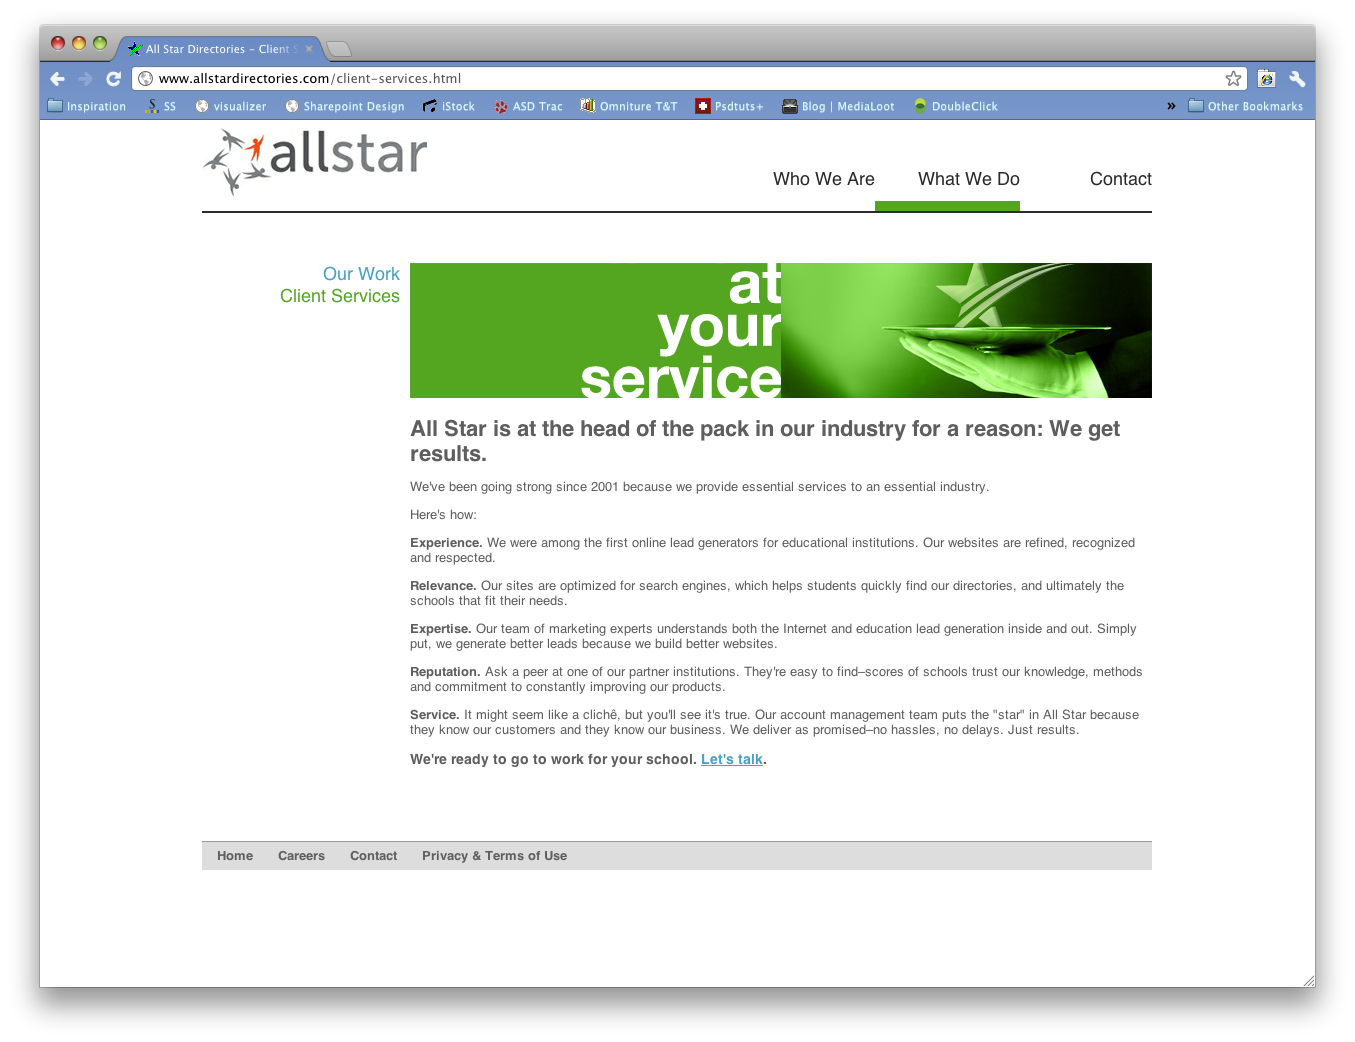 All Star Directories - Client S
www.allstardirectories.com/client-services.html
Inspiration SS visualizer Sharepoint Design iStock ASD Trac Omniture T&T Psdtuts+ Blog | MediaLoot DoubleClick » Other Bookmarks
allstar
Who We Are What We Do Contact
Our Work
Client Services
at
your
service
All Star is at the head of the pack in our industry for a reason: We get
results.
We've been going strong since 2001 because we provide essential services to an essential industry.
Here's how:
Experience. We were among the first online lead generators for educational institutions. Our websites are refined, recognized
and respected.
Relevance. Our sites are optimized for search engines, which helps students quickly find our directories, and ultimately the
schools that fit their needs.
Expertise. Our team of marketing experts understands both the Internet and education lead generation inside and out. Simply
put, we generate better leads because we build better websites.
Reputation. Ask a peer at one of our partner institutions. They're easy to find–scores of schools trust our knowledge, methods
and commitment to constantly improving our products.
Service. It might seem like a clichê, but you'll see it's true. Our account management team puts the "star" in All Star because
they know our customers and they know our business. We deliver as promised–no hassles, no delays. Just results.
We're ready to go to work for your school. Let's talk.
Home Careers Contact Privacy & Terms of Use